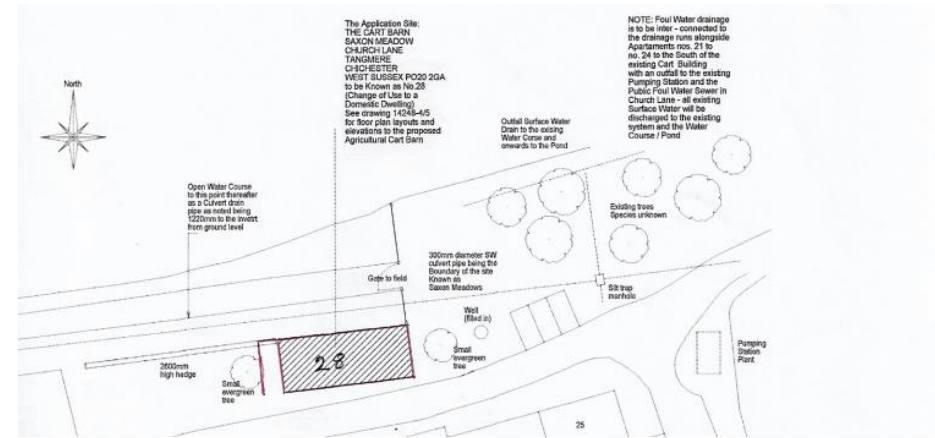 The Application Site:
THE CART BARN
SAXON MEADOW
CHURCH LANE
TANGMERE
CHICHESTER
WEST SUSSEX PO20 2GA
to be Known as No.28
(Change of Use to a
Domestic Dwelling)
See drawing 14248-4/5
for floor plan layouts and
elevations to the proposed
Agricultural Cart Barn
NOTE: Foul Water drainage
is to be inter - connected to
the drainage runs alongside
Apartaments nos. 21 to
no. 24 to the South of the
existing Cart Building
with an outfall to the existing
Pumping Station and the
Public Foul Water Sewer in
Church Lane - all existing
Surface Water will be
discharged to the existing
system and the Water
Course / Pond
North
Outfall Surface Water
Drain to the exising
Water Corse and
onwards to the Pond
Open Water Course
to this point thereafter
as a Culvert drain
pipe as noted being
1220mm to the invetrt
from ground level
Existing trees
Species unknown
300mm diameter SW
culvert pipe being the
Boundary of the site
Known as
Saxon Meadows
Gate to field
Silt trap
manhole
Well
(filled in)
Small
evergreen
tree
Pumping
Station
Plant
2600mm
high hedge
Small
evergreen
tree
28
25